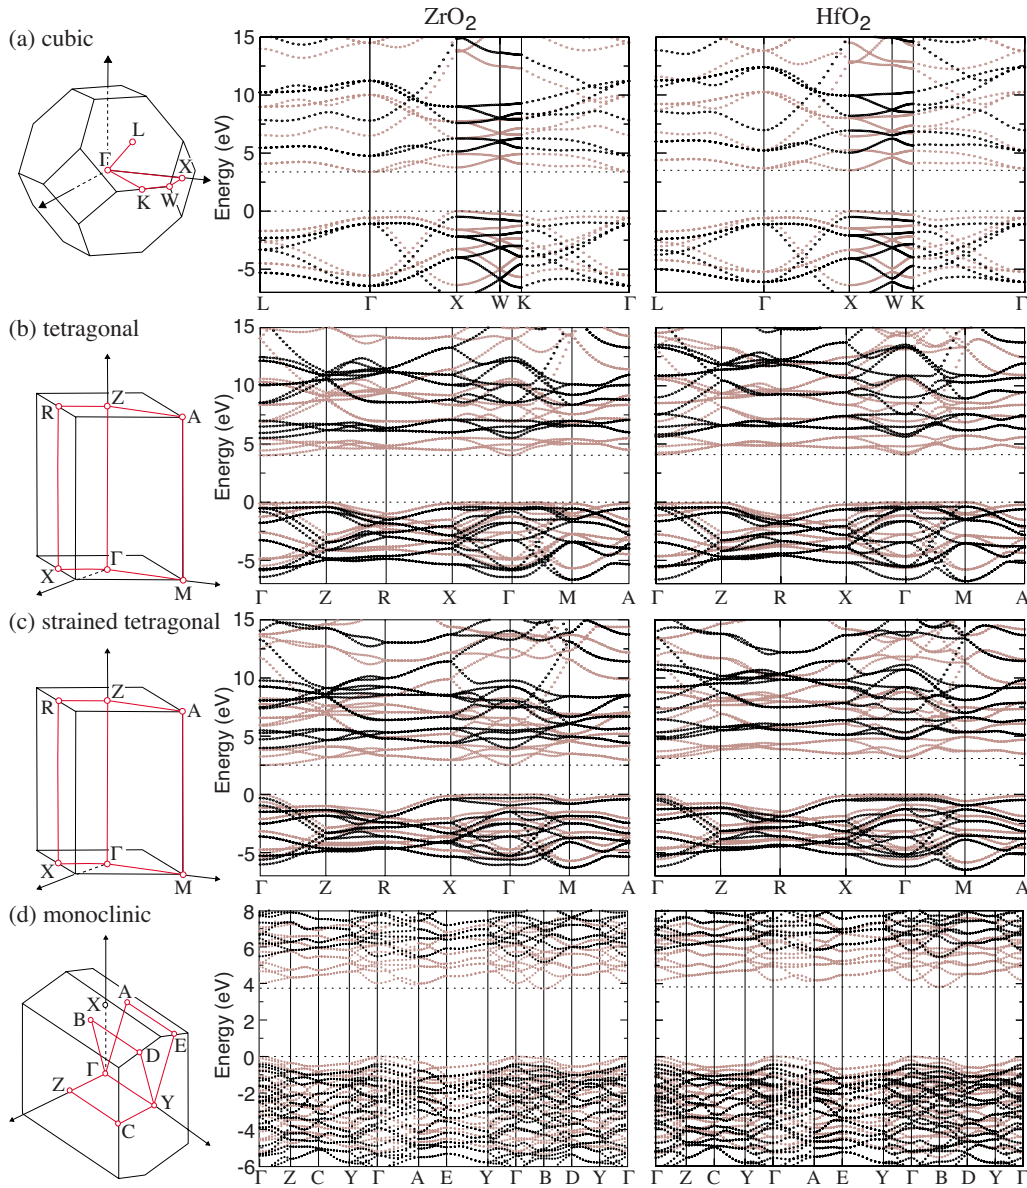 ZrO2 HfO2
(a) cubic
L
Γ
X
K
W
Energy (eV)
15
10
5
0
-5
L Γ X W K Γ
L Γ X W K Γ
(b) tetragonal
R Z A
X Γ
M
Energy (eV)
15
10
5
0
-5
Γ Z R X Γ M A
Γ Z R X Γ M A
(c) strained tetragonal
R Z A
X Γ
M
Energy (eV)
15
10
5
0
-5
Γ Z R X Γ M A
Γ Z R X Γ M A
(d) monoclinic
X A
B
E
D
Γ
Z
Y
C
Energy (eV)
8
6
4
2
0
-2
-4
-6
Γ Z C Y Γ A E Y Γ B D Y Γ
Γ Z C Y Γ A E Y Γ B D Y Γ